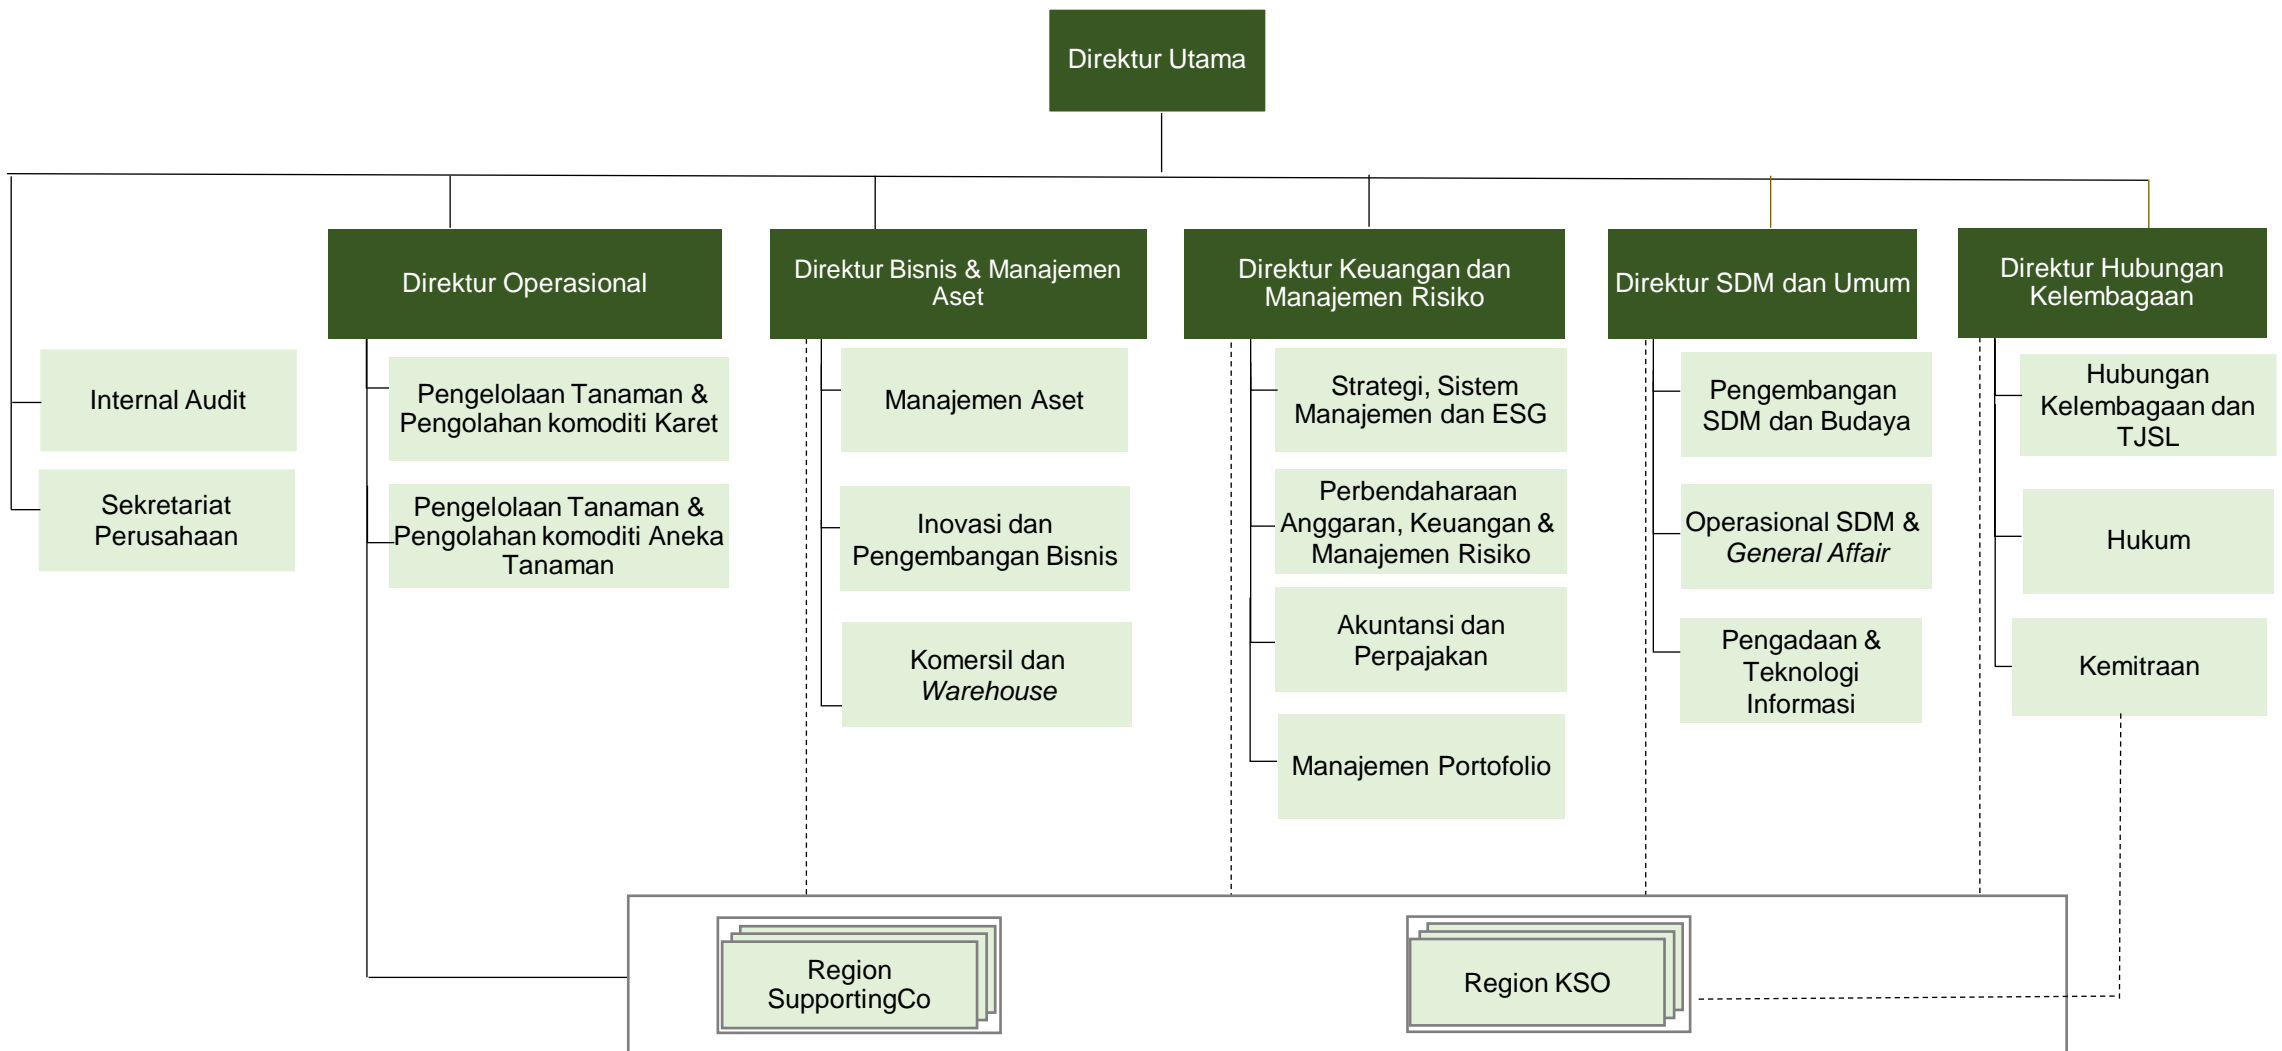 Direktur Utama
Direktur Operasional
Direktur Bisnis & Manajemen
Aset
Direktur Keuangan dan
Manajemen Risiko
Direktur SDM dan Umum
Direktur Hubungan
Kelembagaan
Internal Audit
Sekretariat
Perusahaan
Pengelolaan Tanaman &
Pengolahan komoditi Karet
Pengelolaan Tanaman &
Pengolahan komoditi Aneka
Tanaman
Manajemen Aset
Inovasi dan
Pengembangan Bisnis
Komersil dan
Warehouse
Strategi, Sistem
Manajemen dan ESG
Perbendaharaan
Anggaran, Keuangan &
Manajemen Risiko
Akuntansi dan
Perpajakan
Manajemen Portofolio
Pengembangan
SDM dan Budaya
Operasional SDM &
General Affair
Pengadaan &
Teknologi
Informasi
Hubungan
Kelembagaan dan
TJSL
Hukum
Kemitraan
Region
SupportingCo
Region KSO